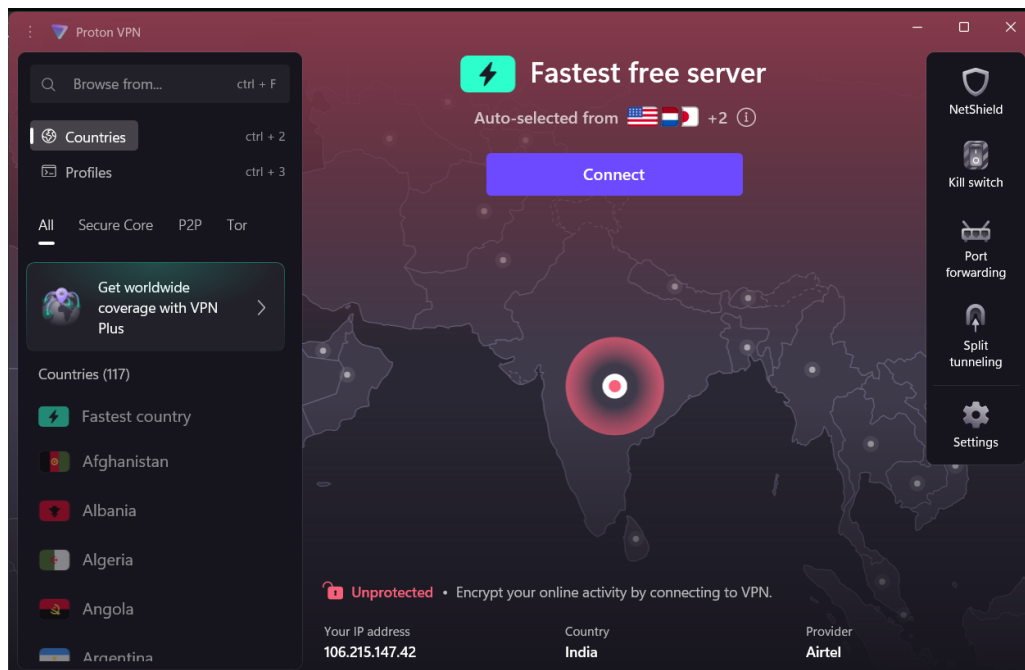 Proton VPN
Browse from... ctrl + F
Countries ctrl + 2
Profiles ctrl + 3
All Secure Core P2P Tor
Get worldwide
coverage with VPN
Plus
Countries (117)
Fastest country
Afghanistan
Albania
Algeria
Angola
Argentina
Fastest free server
Auto-selected from +2
Connect
Unprotected • Encrypt your online activity by connecting to VPN.
Your IP address
106.215.147.42
Country
India
Provider
Airtel
NetShield
Kill switch
Port
forwarding
Split
tunneling
Settings